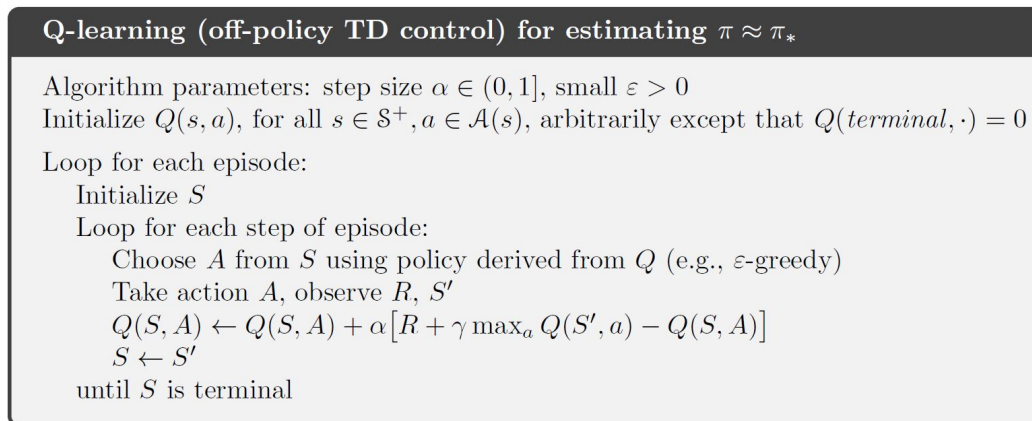 Q-learning (off-policy TD control) for estimating π ≈ π*
Algorithm parameters: step size α ∈ (0, 1], small ε > 0
Initialize Q(s, a), for all s ∈ S⁺, a ∈ A(s), arbitrarily except that Q(terminal, ·) = 0
Loop for each episode:
Initialize S
Loop for each step of episode:
Choose A from S using policy derived from Q (e.g., ε-greedy)
Take action A, observe R, S′
Q(S, A) ← Q(S, A) + α[R + γ maxₐ Q(S′, a) − Q(S, A)]
S ← S′
until S is terminal